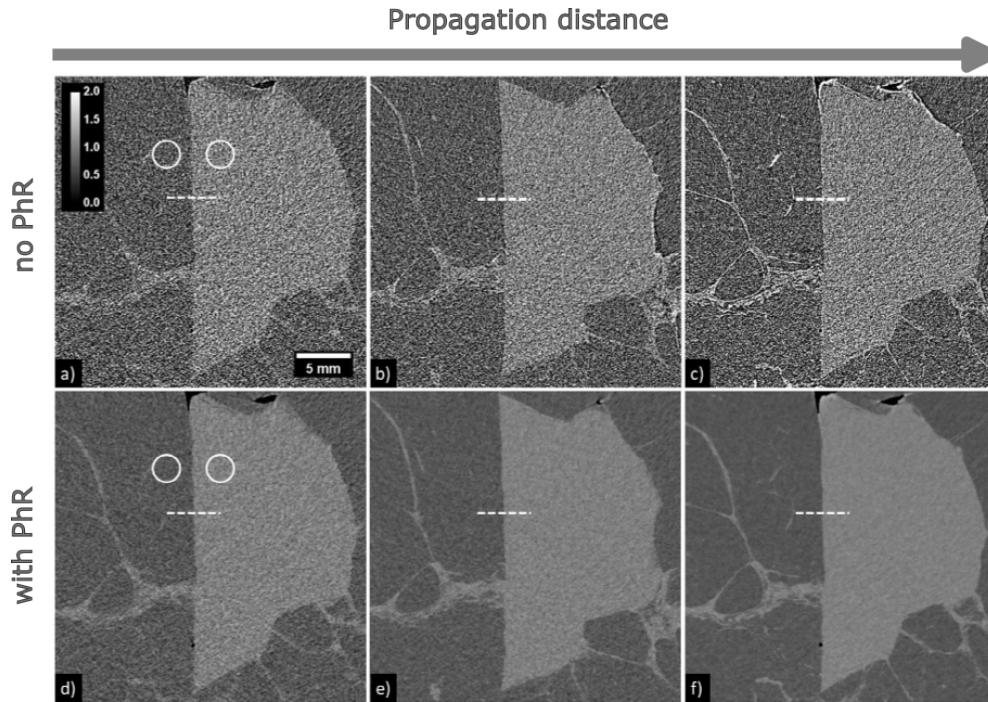 Propagation distance
no PhR
2.0
1.5
1.0
0.5
0.0
5 mm
a)
b)
c)
with PhR
d)
e)
f)